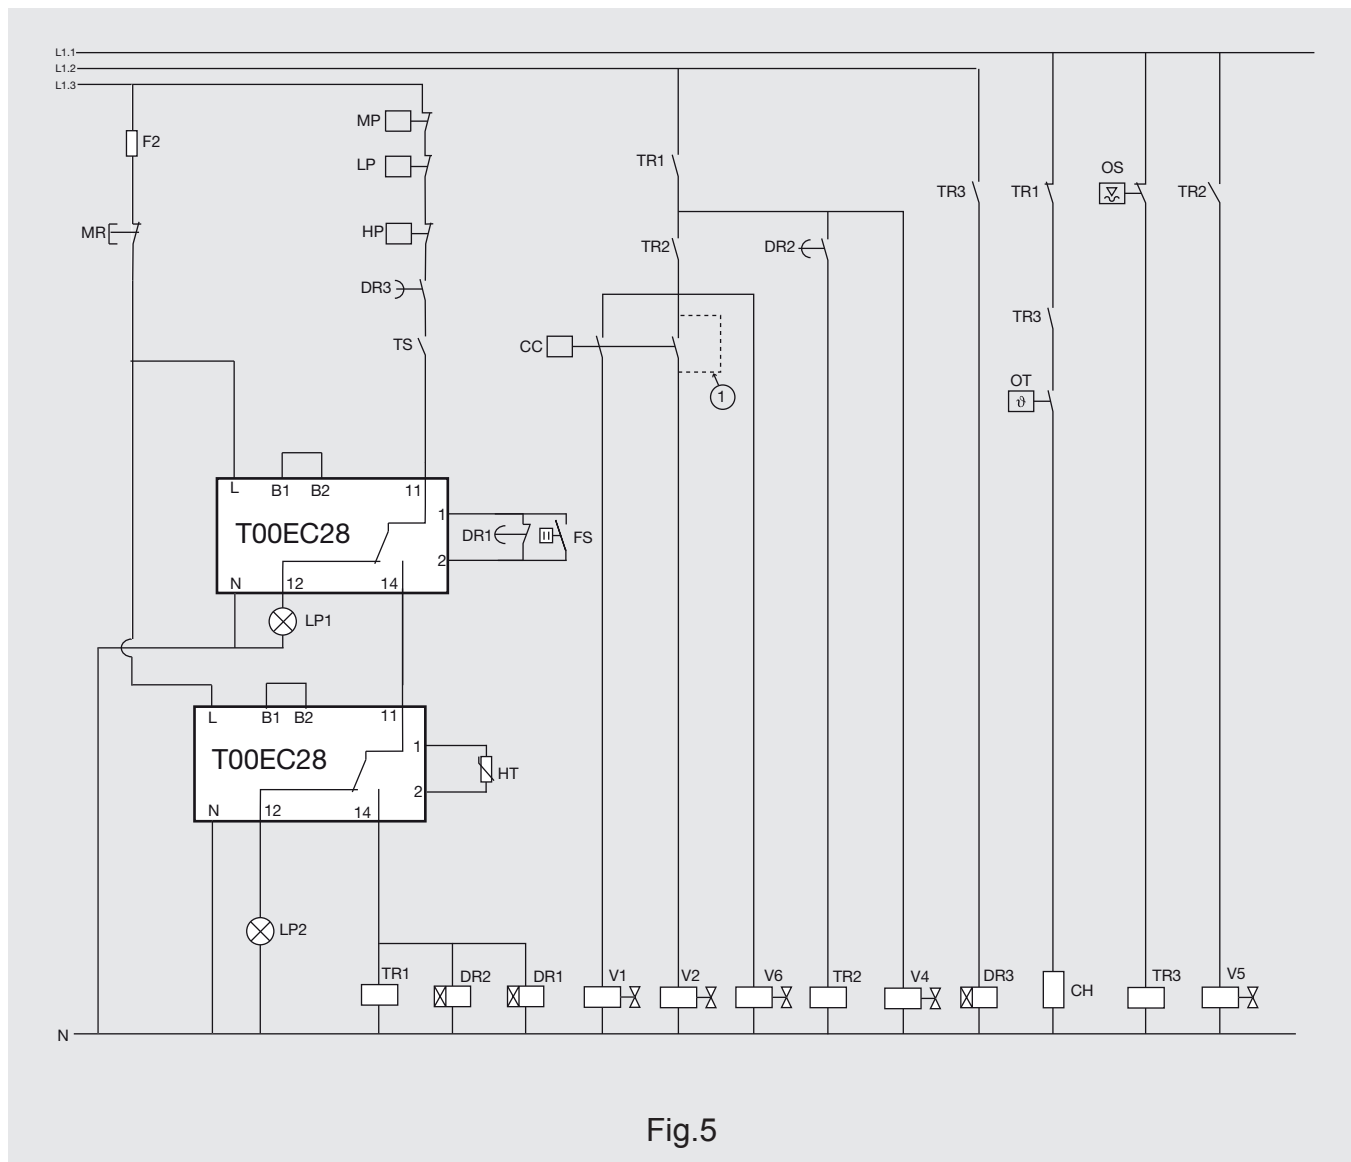 L1.1
L1.2
L1.3
MP
F2
LP
TR1
OS
TR3
TR1
TR2
MR
HP
TR2
DR2
DR3
TR3
TS
CC
OT
ϑ
1
L
B1
B2
11
1
T00EC28
DR1
FS
2
N
12
14
LP1
L
B1
B2
11
1
T00EC28
HT
2
N
12
14
LP2
TR1
DR2
DR1
V1
V2
V6
TR2
V4
DR3
CH
TR3
V5
N
Fig.5